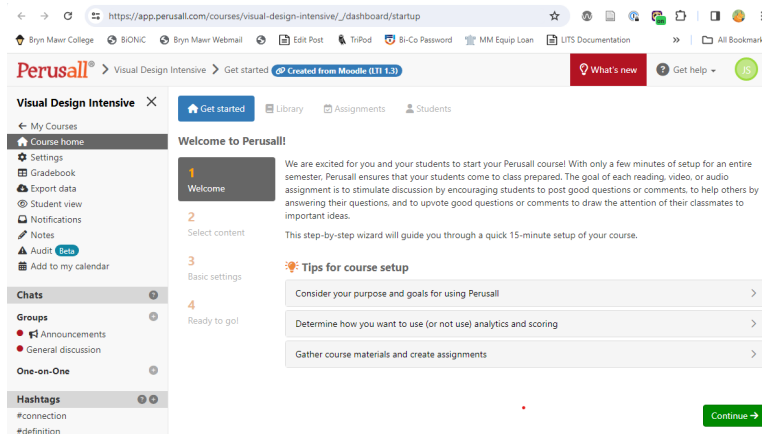 https://app.perusall.com/courses/visual-design-intensive/_/dashboard/startup
Bryn Mawr College BiONiC Bryn Mawr Webmail Edit Post TriPod Bi-Co Password MM Equip Loan LITS Documentation » All Bookmark
Perusall® > Visual Design Intensive > Get started Created from Moodle (LTI 1.3) What's new ? Get help JS
Visual Design Intensive
My Courses
Course home
Settings
Gradebook
Export data
Student view
Notifications
Notes
Audit Beta
Add to my calendar
Chats
Groups
Announcements
General discussion
One-on-One
Hashtags
#connection
#definition
Get started Library Assignments Students
Welcome to Perusall!
1
Welcome
2
Select content
3
Basic settings
4
Ready to go!
We are excited for you and your students to start your Perusall course! With only a few minutes of setup for an entire
semester, Perusall ensures that your students come to class prepared. The goal of each reading, video, or audio
assignment is to stimulate discussion by encouraging students to post good questions or comments, to help others by
answering their questions, and to upvote good questions or comments to draw the attention of their classmates to
important ideas.
This step-by-step wizard will guide you through a quick 15-minute setup of your course.
Tips for course setup
Consider your purpose and goals for using Perusall
Determine how you want to use (or not use) analytics and scoring
Gather course materials and create assignments
Continue